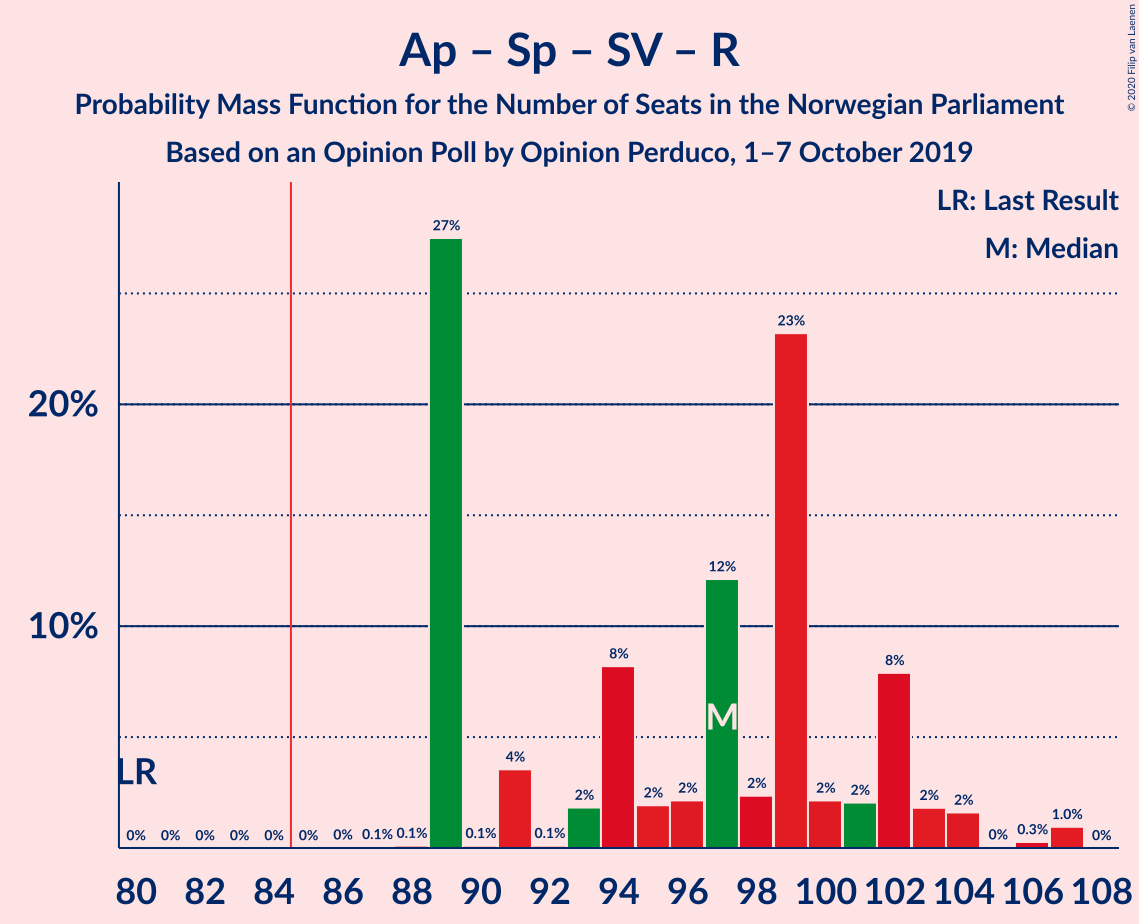 Ap – Sp – SV – R
Probability Mass Function for the Number of Seats in the Norwegian Parliament
Based on an Opinion Poll by Opinion Perduco, 1–7 October 2019
© 2020 Filip van Laenen
LR: Last Result
M: Median
20%
10%
LR
M
0% 0% 0% 0% 0% 0% 0% 0.1% 0.1% 27% 0.1% 4% 0.1% 2% 8% 2% 2% 12% 2% 23% 2% 2% 8% 2% 2% 0% 0.3% 1.0% 0%
80 82 84 86 88 90 92 94 96 98 100 102 104 106 108